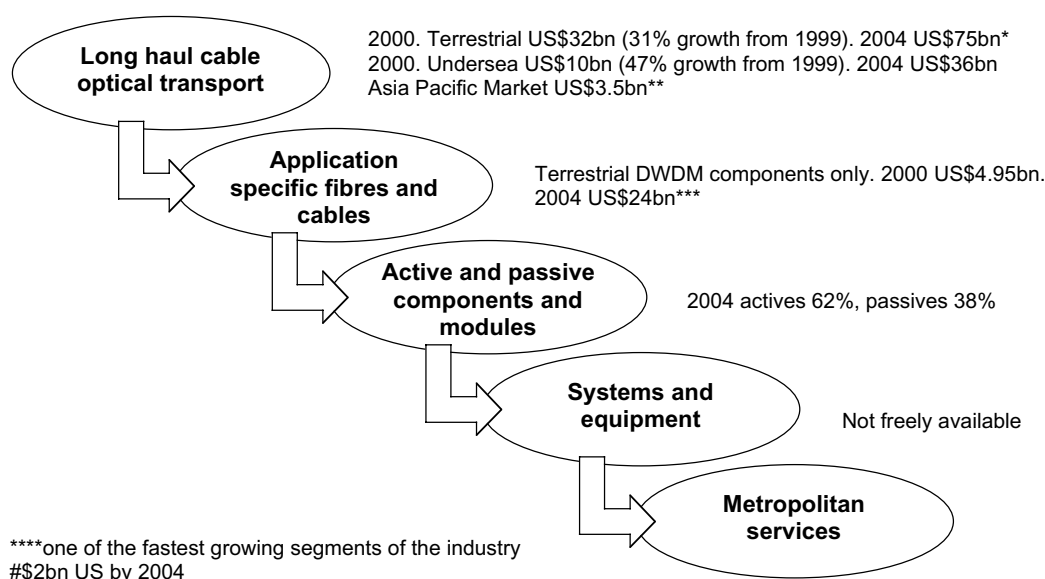 Long haul cable
optical transport
2000. Terrestrial US$32bn (31% growth from 1999). 2004 US$75bn*
2000. Undersea US$10bn (47% growth from 1999). 2004 US$36bn
Asia Pacific Market US$3.5bn**
Application
specific fibres and
cables
Terrestrial DWDM components only. 2000 US$4.95bn.
2004 US$24bn***
Active and passive
components and
modules
2004 actives 62%, passives 38%
Systems and
equipment
Not freely available
Metropolitan
services
****one of the fastest growing segments of the industry
#$2bn US by 2004